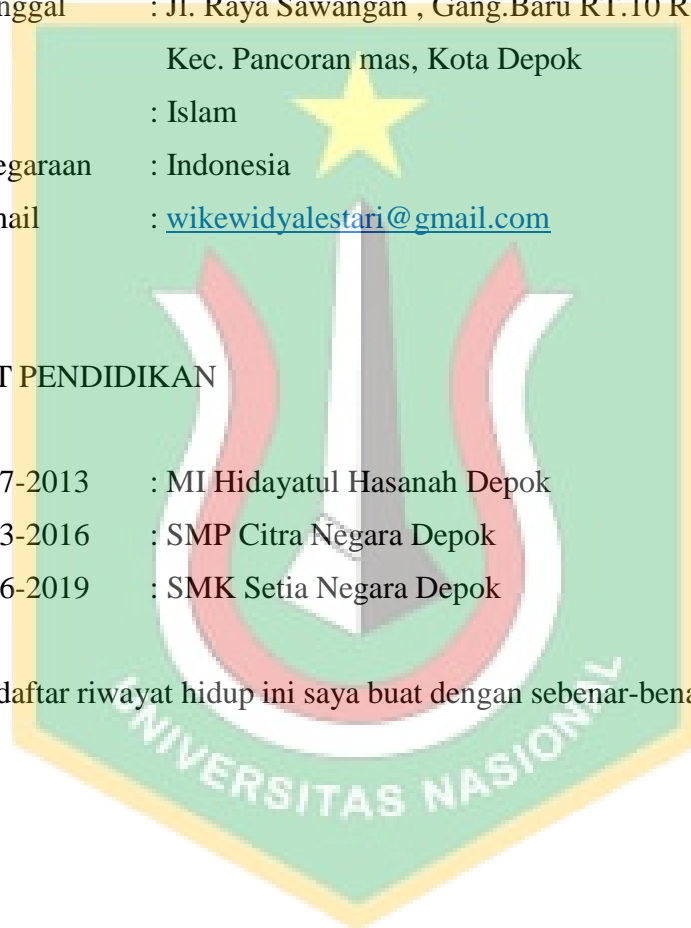 nggal : Jl. Raya Sawangan , Gang.Baru RT.10 R
Kec. Pancoran mas, Kota Depok
: Islam
egaraan : Indonesia
nail : wikewidyalestari@gmail.com
T PENDIDIKAN
7-2013 : MI Hidayatul Hasanah Depok
3-2016 : SMP Citra Negara Depok
6-2019 : SMK Setia Negara Depok
daftar riwayat hidup ini saya buat dengan sebenar-bena
UNIVERSITAS NASIONAL